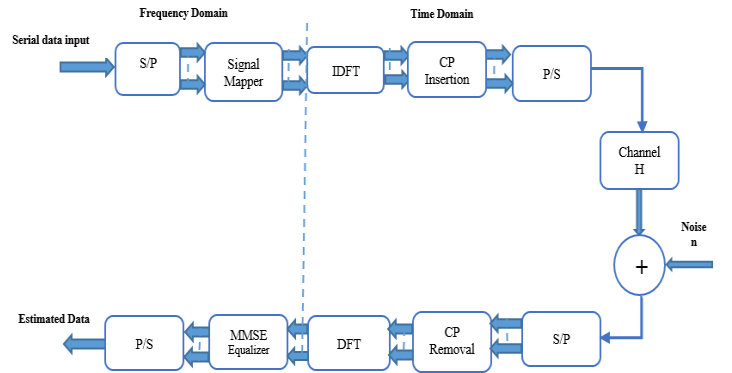 Frequency Domain
Time Domain
Serial data input
S/P
Signal
Mapper
IDFT
CP
Insertion
P/S
Channel
H
Noise
n
+
Estimated Data
P/S
MMSE
Equalizer
DFT
CP
Removal
S/P